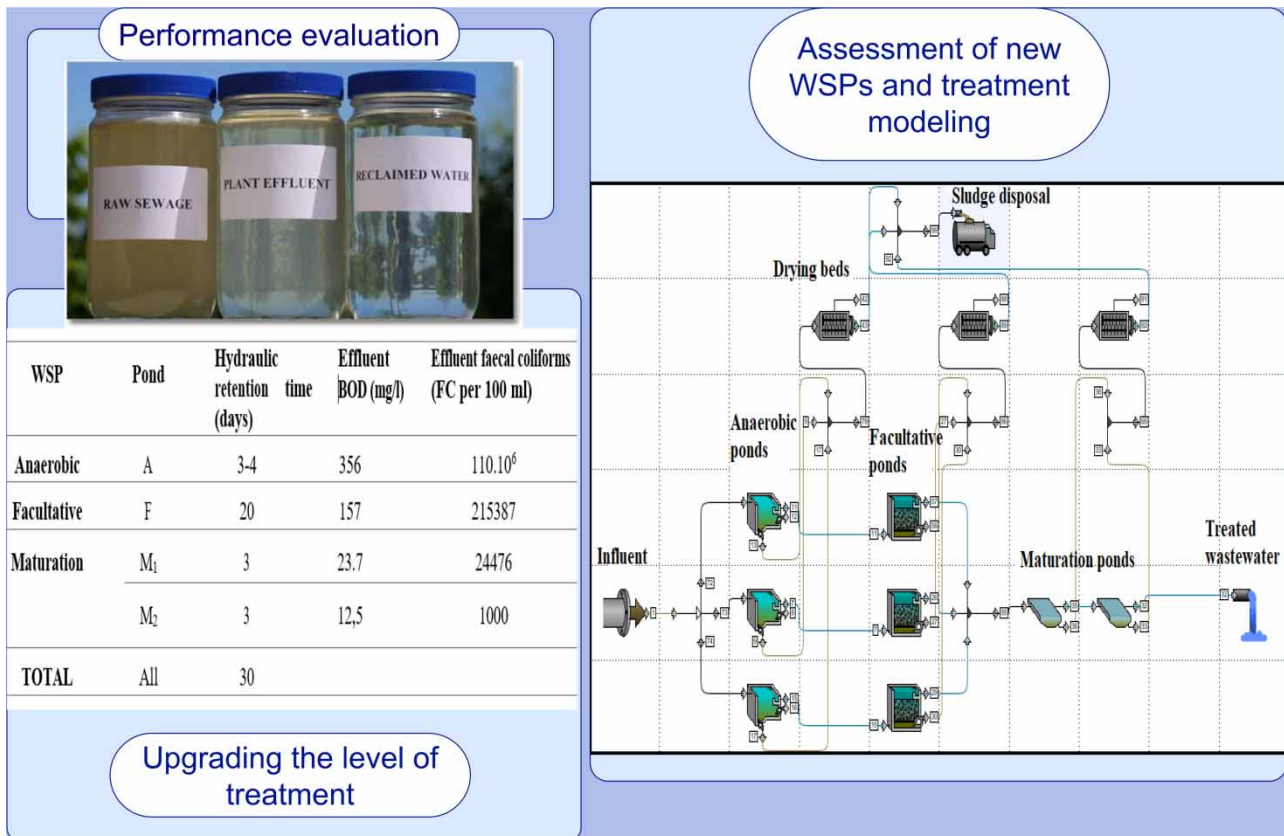 Performance evaluation
RAW SEWAGE
PLANT EFFLUENT
RECLAIMED WATER
WSP Pond Hydraulic retention time (days) Effluent BOD (mg/l) Effluent faecal coliforms (FC per 100 ml)
Anaerobic A 3-4 356 110.10⁶
Facultative F 20 157 215387
Maturation M₁ 3 23.7 24476
M₂ 3 12,5 1000
TOTAL All 30
Upgrading the level of
treatment
Assessment of new
WSPs and treatment
modeling
Sludge disposal
Drying beds
Anaerobic
ponds
Facultative
ponds
Influent
Maturation ponds
Treated
wastewater